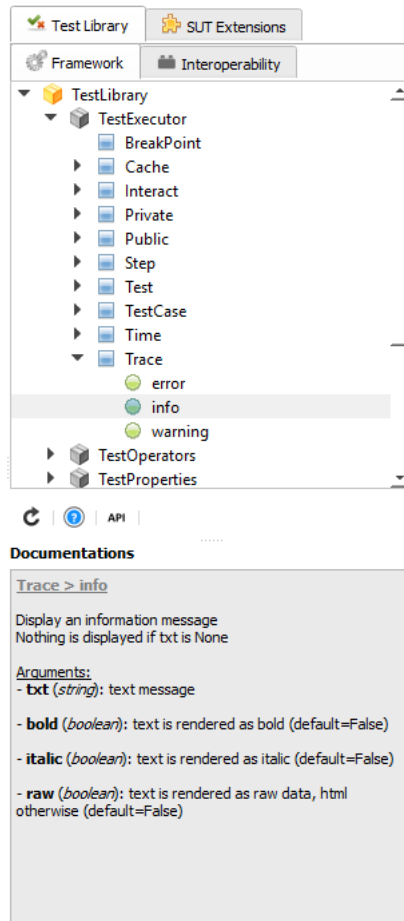 Test Library
SUT Extensions
Framework
Interoperability
TestLibrary
TestExecutor
BreakPoint
Cache
Interact
Private
Public
Step
Test
TestCase
Time
Trace
error
info
warning
TestOperators
TestProperties
API
Documentations
Trace > info
Display an information message
Nothing is displayed if txt is None
Arguments:
- txt (string): text message
- bold (boolean): text is rendered as bold (default=False)
- italic (boolean): text is rendered as italic (default=False)
- raw (boolean): text is rendered as raw data, html
otherwise (default=False)